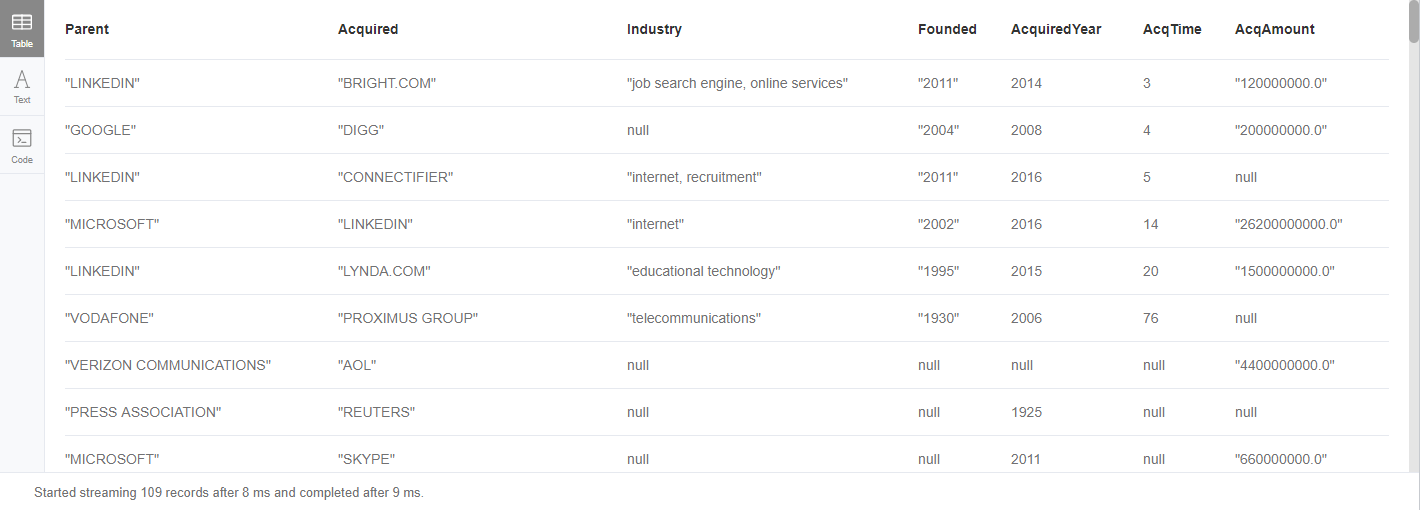 Parent Acquired Industry Founded AcquiredYear AcqTime AcqAmount
Table
"LINKEDIN" "BRIGHT.COM" "job search engine, online services" "2011" 2014 3 "120000000.0"
Text
"GOOGLE" "DIGG" null "2004" 2008 4 "200000000.0"
Code
"LINKEDIN" "CONNECTIFIER" "internet, recruitment" "2011" 2016 5 null
"MICROSOFT" "LINKEDIN" "internet" "2002" 2016 14 "26200000000.0"
"LINKEDIN" "LYNDA.COM" "educational technology" "1995" 2015 20 "1500000000.0"
"VODAFONE" "PROXIMUS GROUP" "telecommunications" "1930" 2006 76 null
"VERIZON COMMUNICATIONS" "AOL" null null null null "4400000000.0"
"PRESS ASSOCIATION" "REUTERS" null null 1925 null null
"MICROSOFT" "SKYPE" null null 2011 null "660000000.0"
Started streaming 109 records after 8 ms and completed after 9 ms.